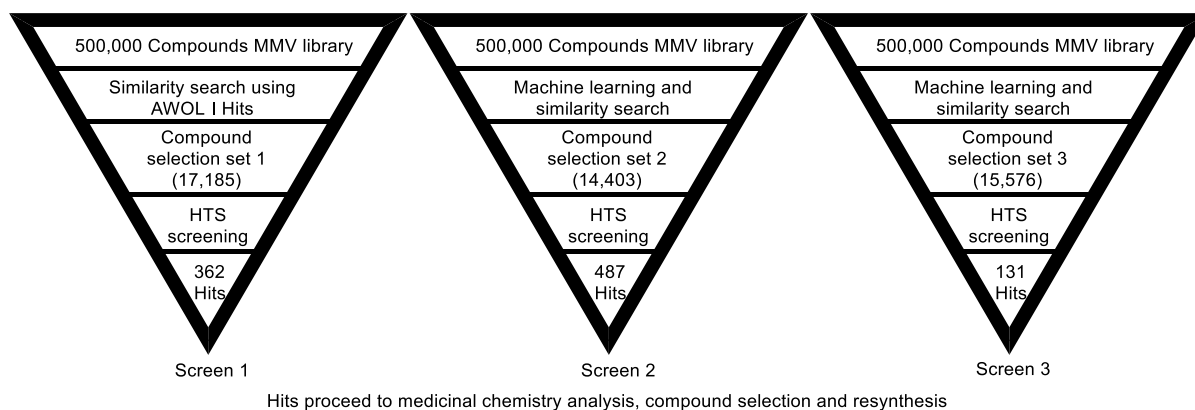 500,000 Compounds MMV library
Similarity search using
AWOL I Hits
Compound
selection set 1
(17,185)
HTS
screening
362
Hits
Screen 1
500,000 Compounds MMV library
Machine learning and
similarity search
Compound
selection set 2
(14,403)
HTS
screening
487
Hits
Screen 2
500,000 Compounds MMV library
Machine learning and
similarity search
Compound
selection set 3
(15,576)
HTS
screening
131
Hits
Screen 3
Hits proceed to medicinal chemistry analysis, compound selection and resynthesis